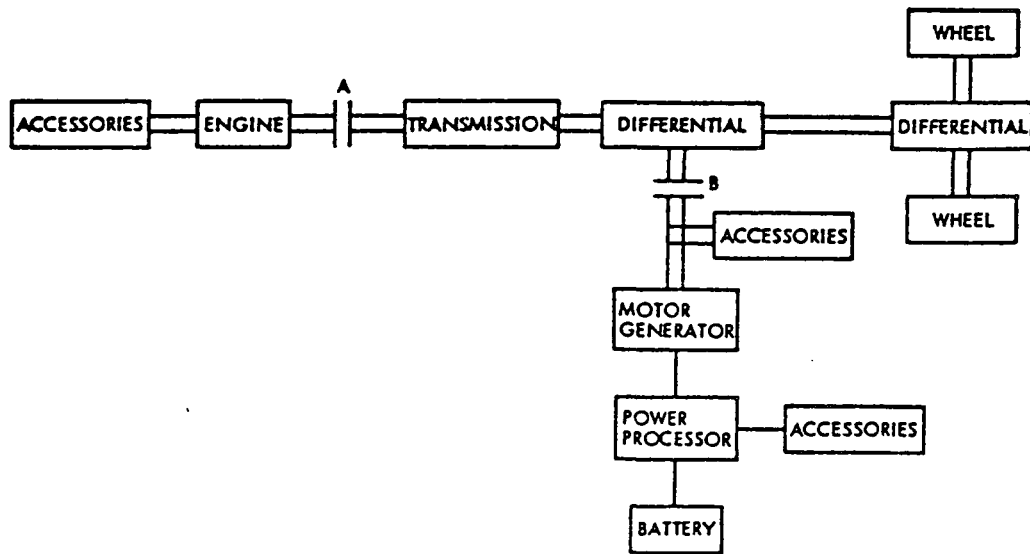 WHEEL
A
ACCESSORIES
ENGINE
TRANSMISSION
DIFFERENTIAL
DIFFERENTIAL
B
WHEEL
ACCESSORIES
MOTOR
GENERATOR
POWER
PROCESSOR
ACCESSORIES
BATTERY